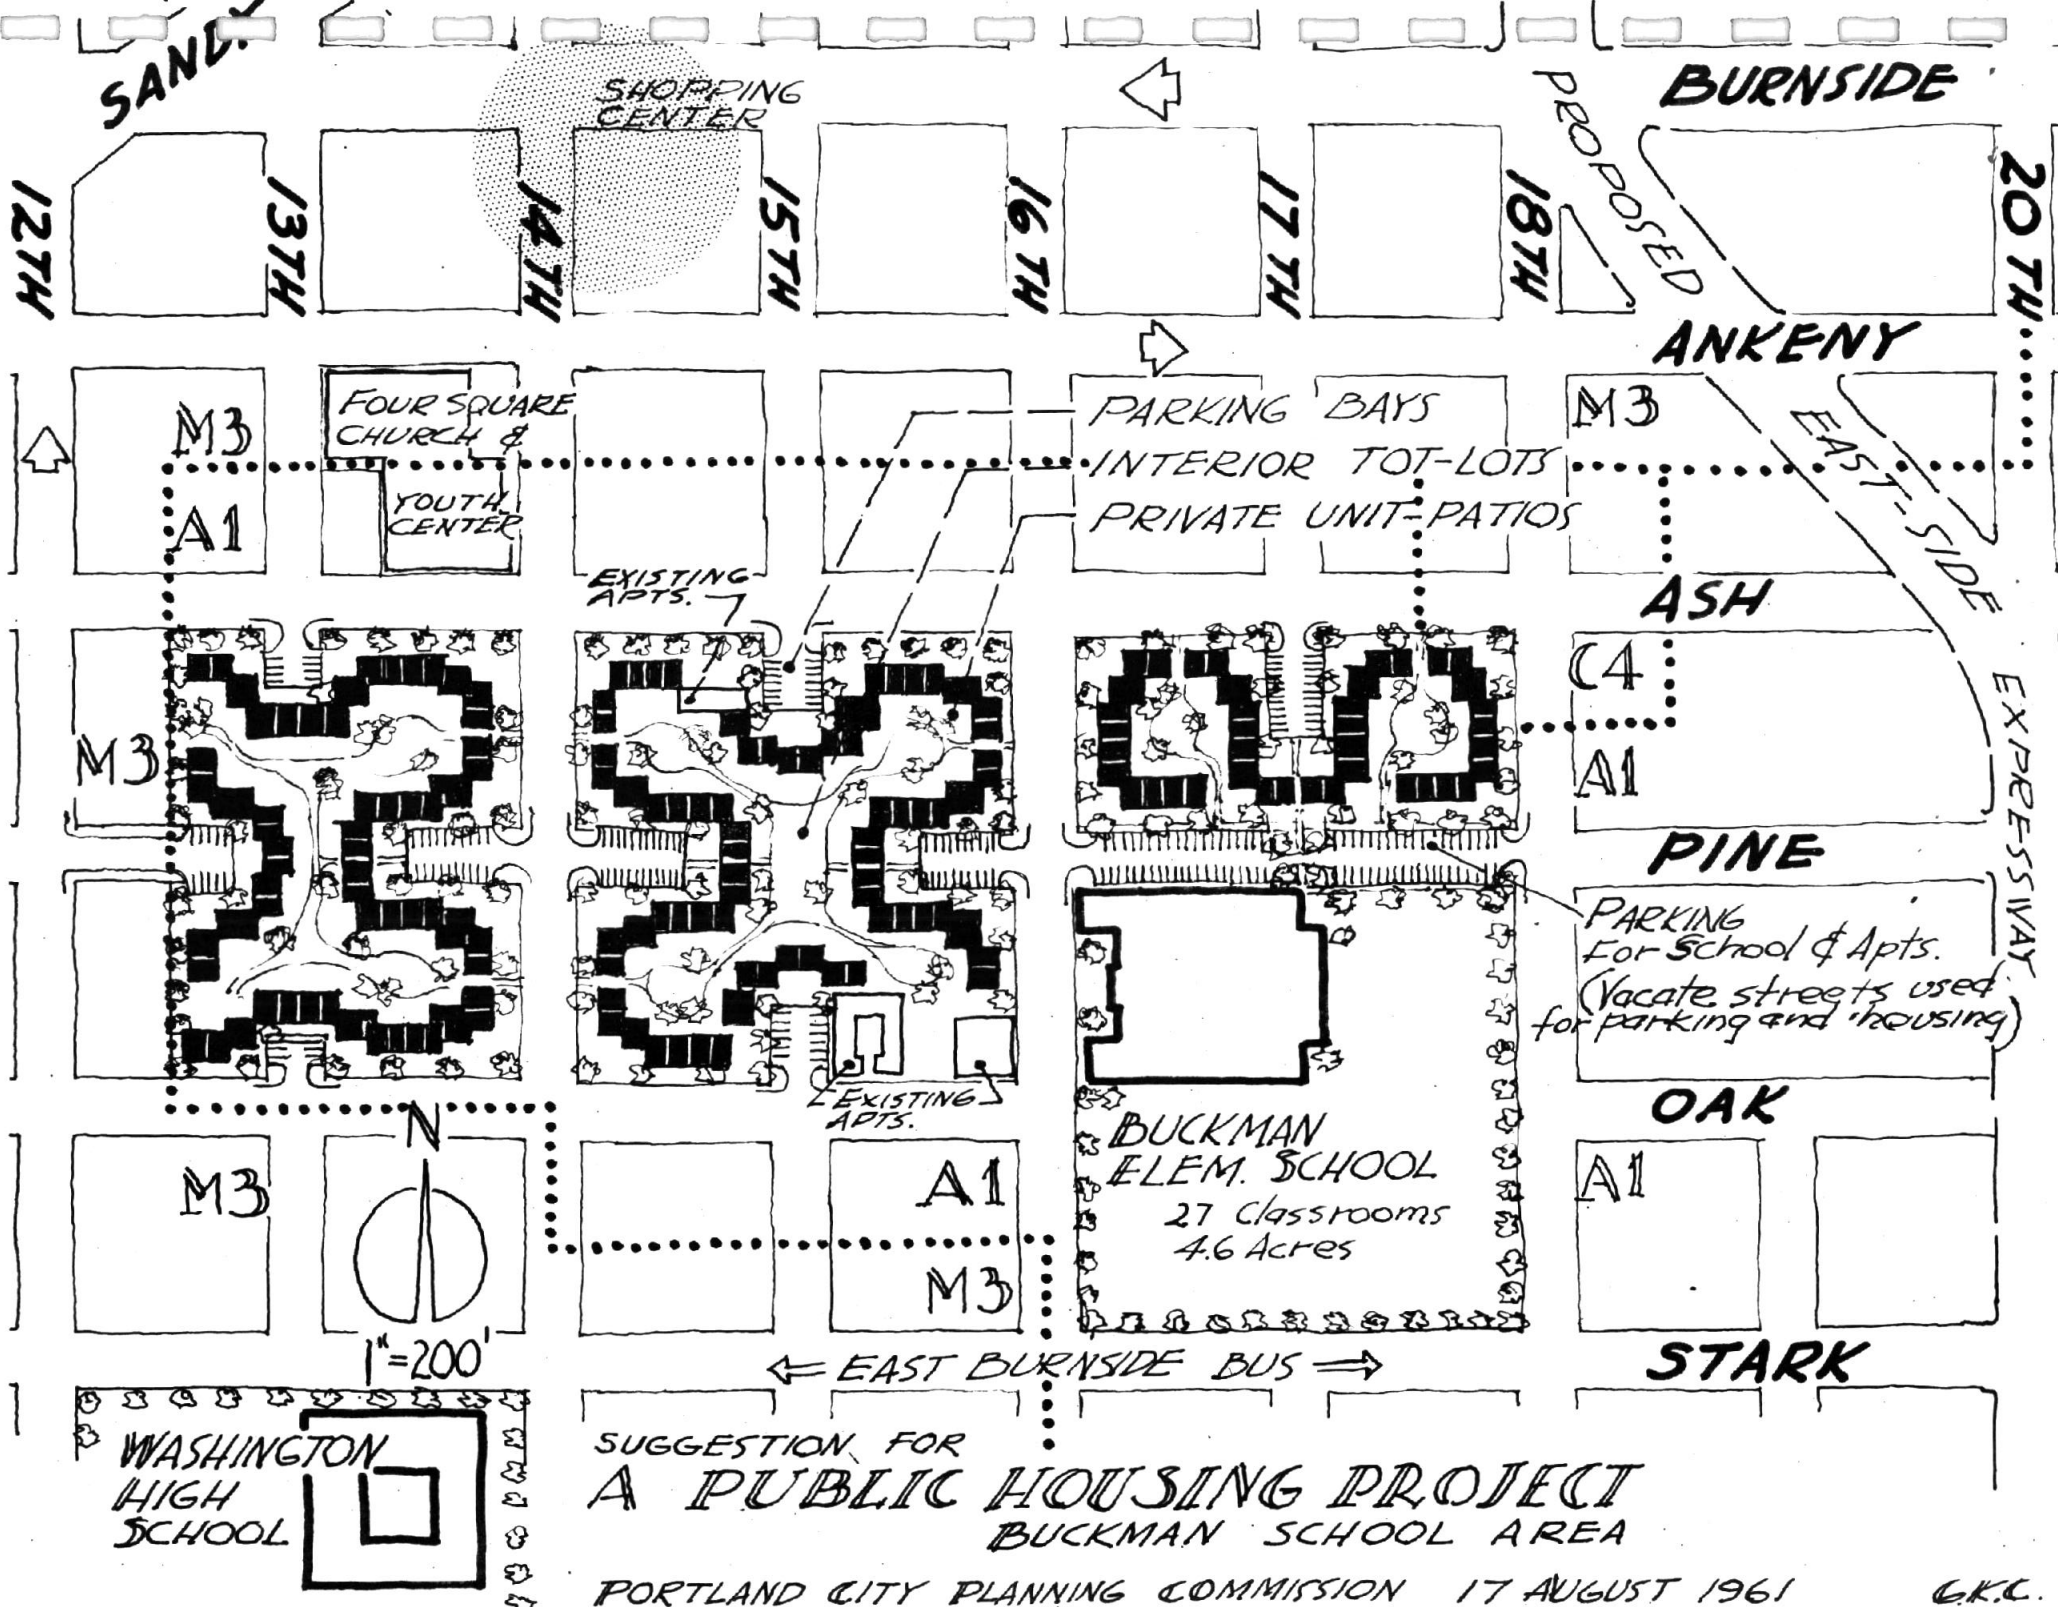 SANDY
SHOPPING
CENTER
BURNSIDE
PROPOSED
12TH
13TH
14TH
15TH
16TH
17TH
18TH
20TH
ANKENY
M3
FOUR SQUARE
CHURCH &
YOUTH
CENTER
A1
PARKING BAYS
INTERIOR TOT-LOTS
PRIVATE UNIT-PATIOS
M3
EAST-SIDE
EXPRESSWAY
EXISTING
APTS.
ASH
C4
A1
M3
PINE
PARKING
For School & Apts.
(Vacate streets used
for parking and housing)
EXISTING
APTS.
OAK
N
M3
1"=200'
A1
M3
BUCKMAN
ELEM. SCHOOL
27 Classrooms
4.6 Acres
A1
EAST BURNSIDE BUS
STARK
WASHINGTON
HIGH
SCHOOL
SUGGESTION FOR
A PUBLIC HOUSING PROJECT
BUCKMAN SCHOOL AREA
PORTLAND CITY PLANNING COMMISSION 17 AUGUST 1961 G.K.C.